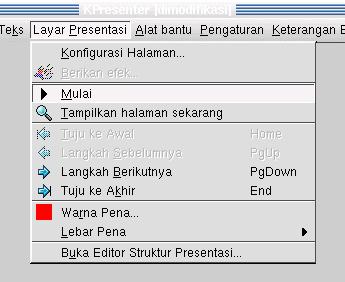 KPresenter [dimodifikasi]
Teks Layar Presentasi Alat bantu Pengaturan Keterangan B
Konfigurasi Halaman...
Berikan efek...
Mulai
Tampilkan halaman sekarang
Tuju ke Awal Home
Langkah Sebelumnya PgUp
Langkah Berikutnya PgDown
Tuju ke Akhir End
Warna Pena...
Lebar Pena
Buka Editor Struktur Presentasi...